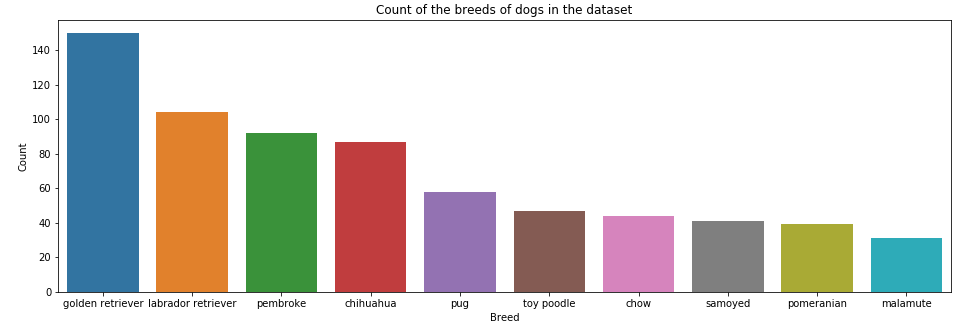 Count of the breeds of dogs in the dataset
140
120
100
80
60
40
20
0
Count
golden retriever labrador retriever pembroke chihuahua pug toy poodle chow samoyed pomeranian malamute
Breed